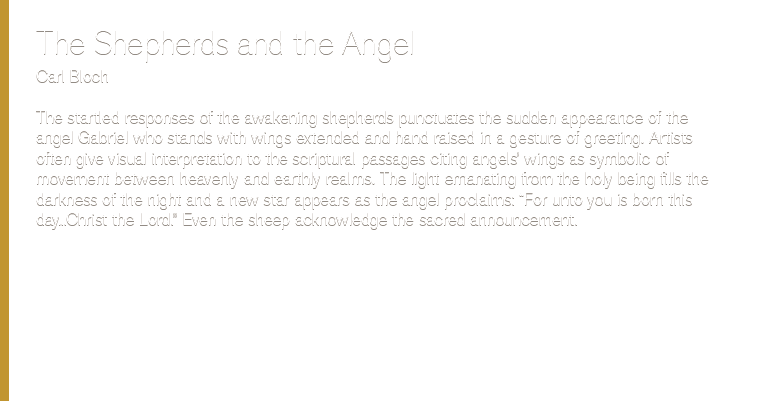 The Shepherds and the Angel
Carl Bloch
The startled responses of the awakening shepherds punctuates the sudden appearance of the
angel Gabriel who stands with wings extended and hand raised in a gesture of greeting. Artists
often give visual interpretation to the scriptural passages citing angels' wings as symbolic of
movement between heavenly and earthly realms. The light emanating from the holy being fills the
darkness of the night and a new star appears as the angel proclaims: "For unto you is born this
day...Christ the Lord." Even the sheep acknowledge the sacred announcement.